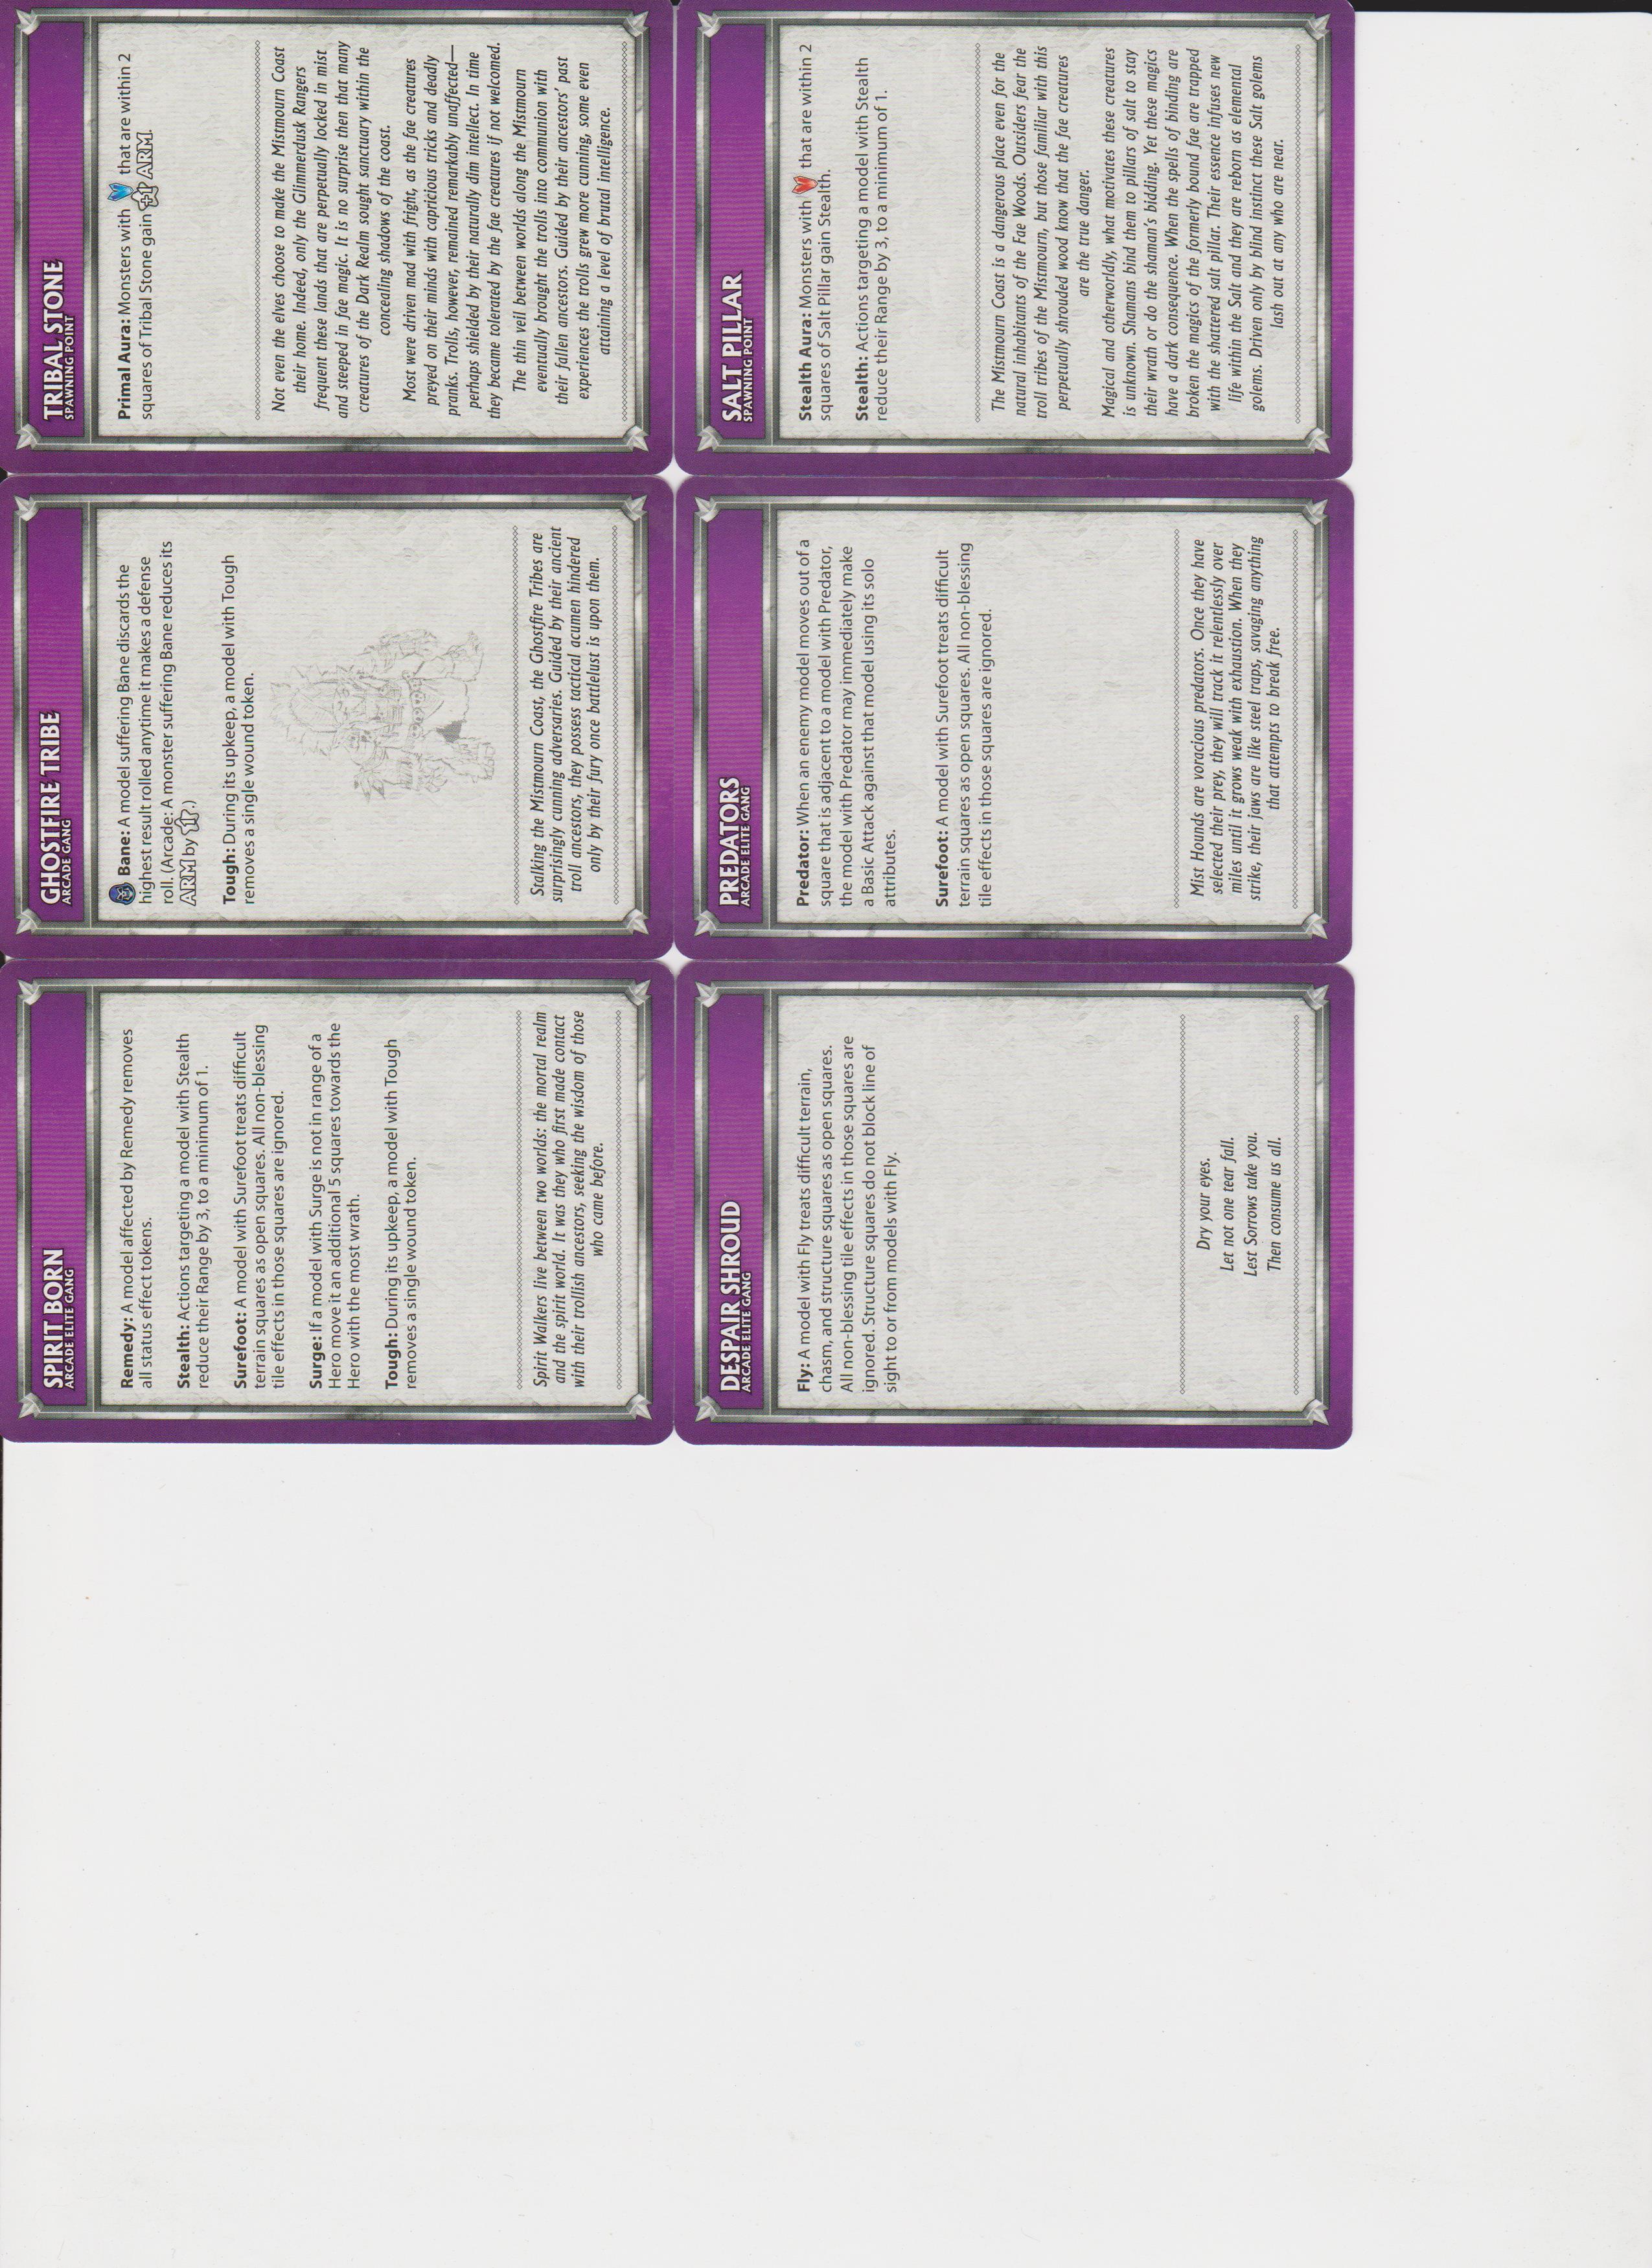 SPIRIT BORN
ARCADE ELITE GANG
Remedy: A model affected by Remedy removes
all status effect tokens.
Stealth: Actions targeting a model with Stealth
reduce their Range by 3, to a minimum of 1.
Surefoot: A model with Surefoot treats difficult
terrain squares as open squares. All non-blessing
tile effects in those squares are ignored.
Surge: If a model with Surge is not in range of a
Hero move it an additional 5 squares towards the
Hero with the most wrath.
Tough: During its upkeep, a model with Tough
removes a single wound token.
Spirit Walkers live between two worlds: the mortal realm
and the spirit world. It was they who first made contact
with their trollish ancestors, seeking the wisdom of those
who came before.
GHOSTFIRE TRIBE
ARCADE GANG
Bane: A model suffering Bane discards the
highest result rolled anytime it makes a defense
roll. (Arcade: A monster suffering Bane reduces its
ARM by 1.)
Tough: During its upkeep, a model with Tough
removes a single wound token.
Stalking the Mistmourn Coast, the Ghostfire Tribes are
surprisingly cunning adversaries. Guided by their ancient
troll ancestors, they possess tactical acumen hindered
only by their fury once battlelust is upon them.
TRIBAL STONE
SPAWNING POINT
Primal Aura: Monsters with that are within 2
squares of Tribal Stone gain +1 ARM.
Not even the elves choose to make the Mistmourn Coast
their home. Indeed, only the Glimmerdusk Rangers
frequent these lands that are perpetually locked in mist
and steeped in fae magic. It is no surprise then that many
creatures of the Dark Realm sought sanctuary within the
concealing shadows of the coast.
Most were driven mad with fright, as the fae creatures
preyed on their minds with capricious tricks and deadly
pranks. Trolls, however, remained remarkably unaffected—
perhaps shielded by their naturally dim intellect. In time
they became tolerated by the fae creatures if not welcomed.
The thin veil between worlds along the Mistmourn
eventually brought the trolls into communion with
their fallen ancestors. Guided by their ancestors' past
experiences the trolls grew more cunning, some even
attaining a level of brutal intelligence.
DESPAIR SHROUD
ARCADE ELITE GANG
Fly: A model with Fly treats difficult terrain,
chasm, and structure squares as open squares.
All non-blessing tile effects in those squares are
ignored. Structure squares do not block line of
sight to or from models with Fly.
Dry your eyes.
Let not one tear fall.
Lest Sorrows take you.
Then consume us all.
PREDATORS
ARCADE ELITE GANG
Predator: When an enemy model moves out of a
square that is adjacent to a model with Predator,
the model with Predator may immediately make
a Basic Attack against that model using its solo
attributes.
Surefoot: A model with Surefoot treats difficult
terrain squares as open squares. All non-blessing
tile effects in those squares are ignored.
Mist Hounds are voracious predators. Once they have
selected their prey, they will track it relentlessly over
miles until it grows weak with exhaustion. When they
strike, their jaws are like steel traps, savaging anything
that attempts to break free.
SALT PILLAR
SPAWNING POINT
Stealth Aura: Monsters with that are within 2
squares of Salt Pillar gain Stealth.
Stealth: Actions targeting a model with Stealth
reduce their Range by 3, to a minimum of 1.
The Mistmourn Coast is a dangerous place even for the
natural inhabitants of the Fae Woods. Outsiders fear the
troll tribes of the Mistmourn, but those familiar with this
perpetually shrouded wood know that the fae creatures
are the true danger.
Magical and otherworldly, what motivates these creatures
is unknown. Shamans bind them to pillars of salt to stay
their wrath or do the shaman's bidding. Yet these magics
have a dark consequence. When the spells of binding are
broken the magics of the formerly bound fae are trapped
with the shattered salt pillar. Their essence infuses new
life within the Salt and they are reborn as elemental
golems. Driven only by blind instinct these Salt golems
lash out at any who are near.